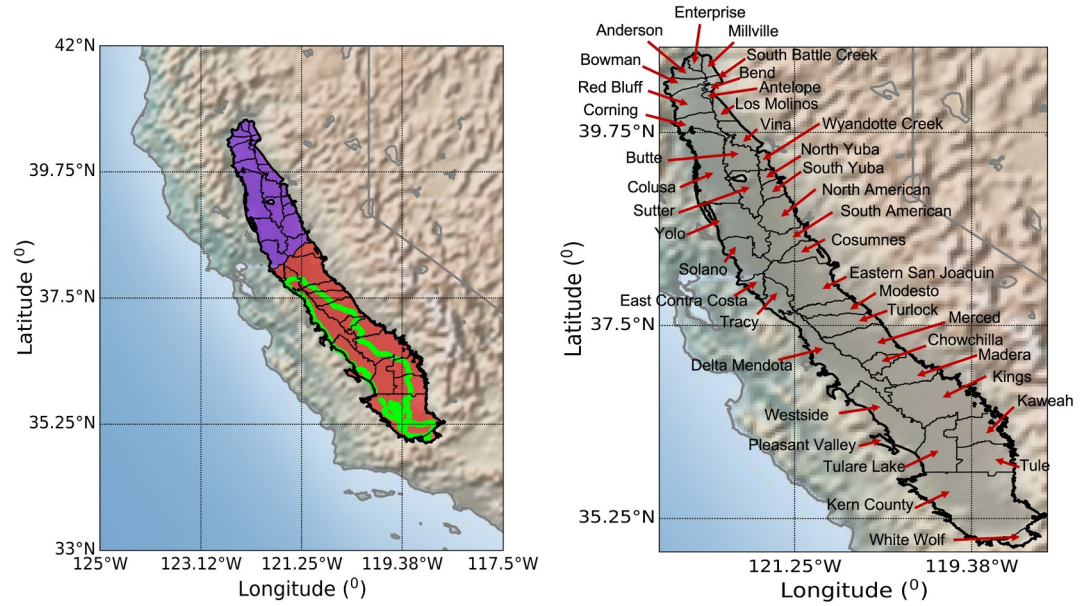 42°N
39.75°N
37.5°N
35.25°N
33°N
Latitude (⁰)
125°W
123.12°W
121.25°W
119.38°W
117.5°W
Longitude (⁰)
Enterprise
Anderson
Millville
Bowman
South Battle Creek
Bend
Red Bluff
Antelope
Los Molinos
Corning
Vina
Wyandotte Creek
39.75°N
Butte
North Yuba
South Yuba
Colusa
North American
Sutter
South American
Yolo
Cosumnes
Solano
Eastern San Joaquin
East Contra Costa
Modesto
Turlock
Tracy
Merced
37.5°N
Chowchilla
Madera
Delta Mendota
Kings
Kaweah
Westside
Pleasant Valley
Tulare Lake
Tule
Kern County
35.25°N
White Wolf
Latitude (⁰)
121.25°W
119.38°W
Longitude (⁰)